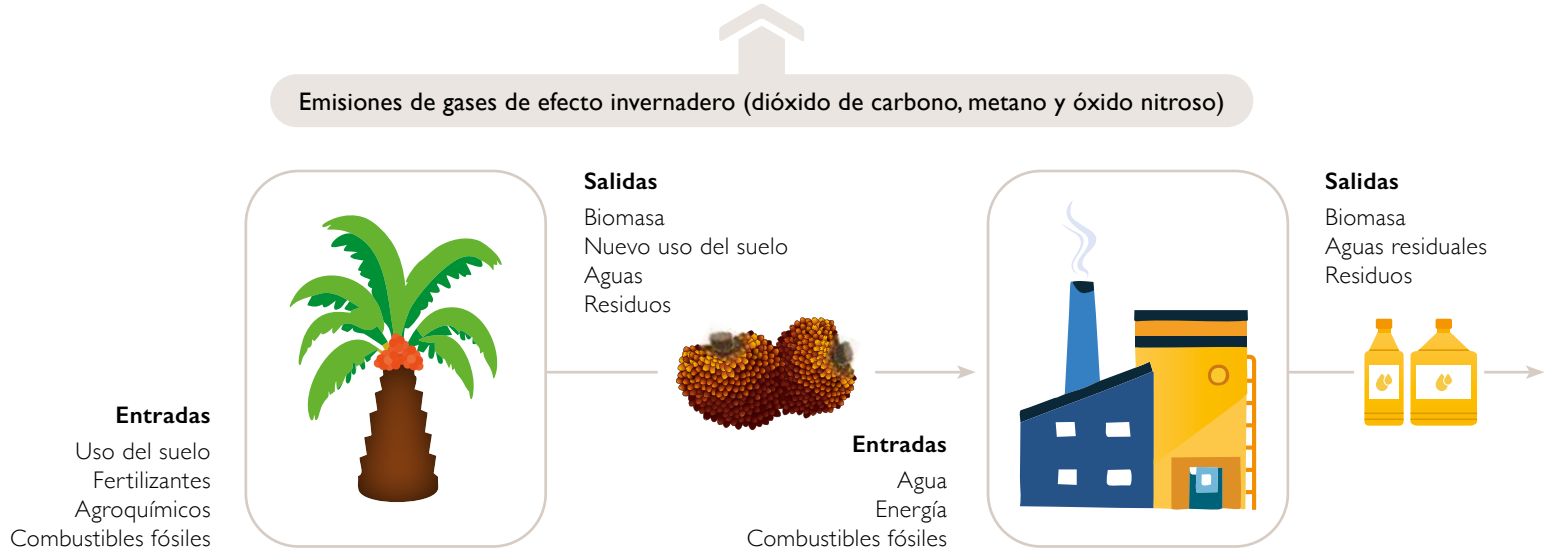 Emisiones de gases de efecto invernadero (dióxido de carbono, metano y óxido nitroso)
Entradas
Uso del suelo
Fertilizantes
Agroquímicos
Combustibles fósiles
Salidas
Biomasa
Nuevo uso del suelo
Aguas
Residuos
Entradas
Agua
Energía
Combustibles fósiles
Salidas
Biomasa
Aguas residuales
Residuos